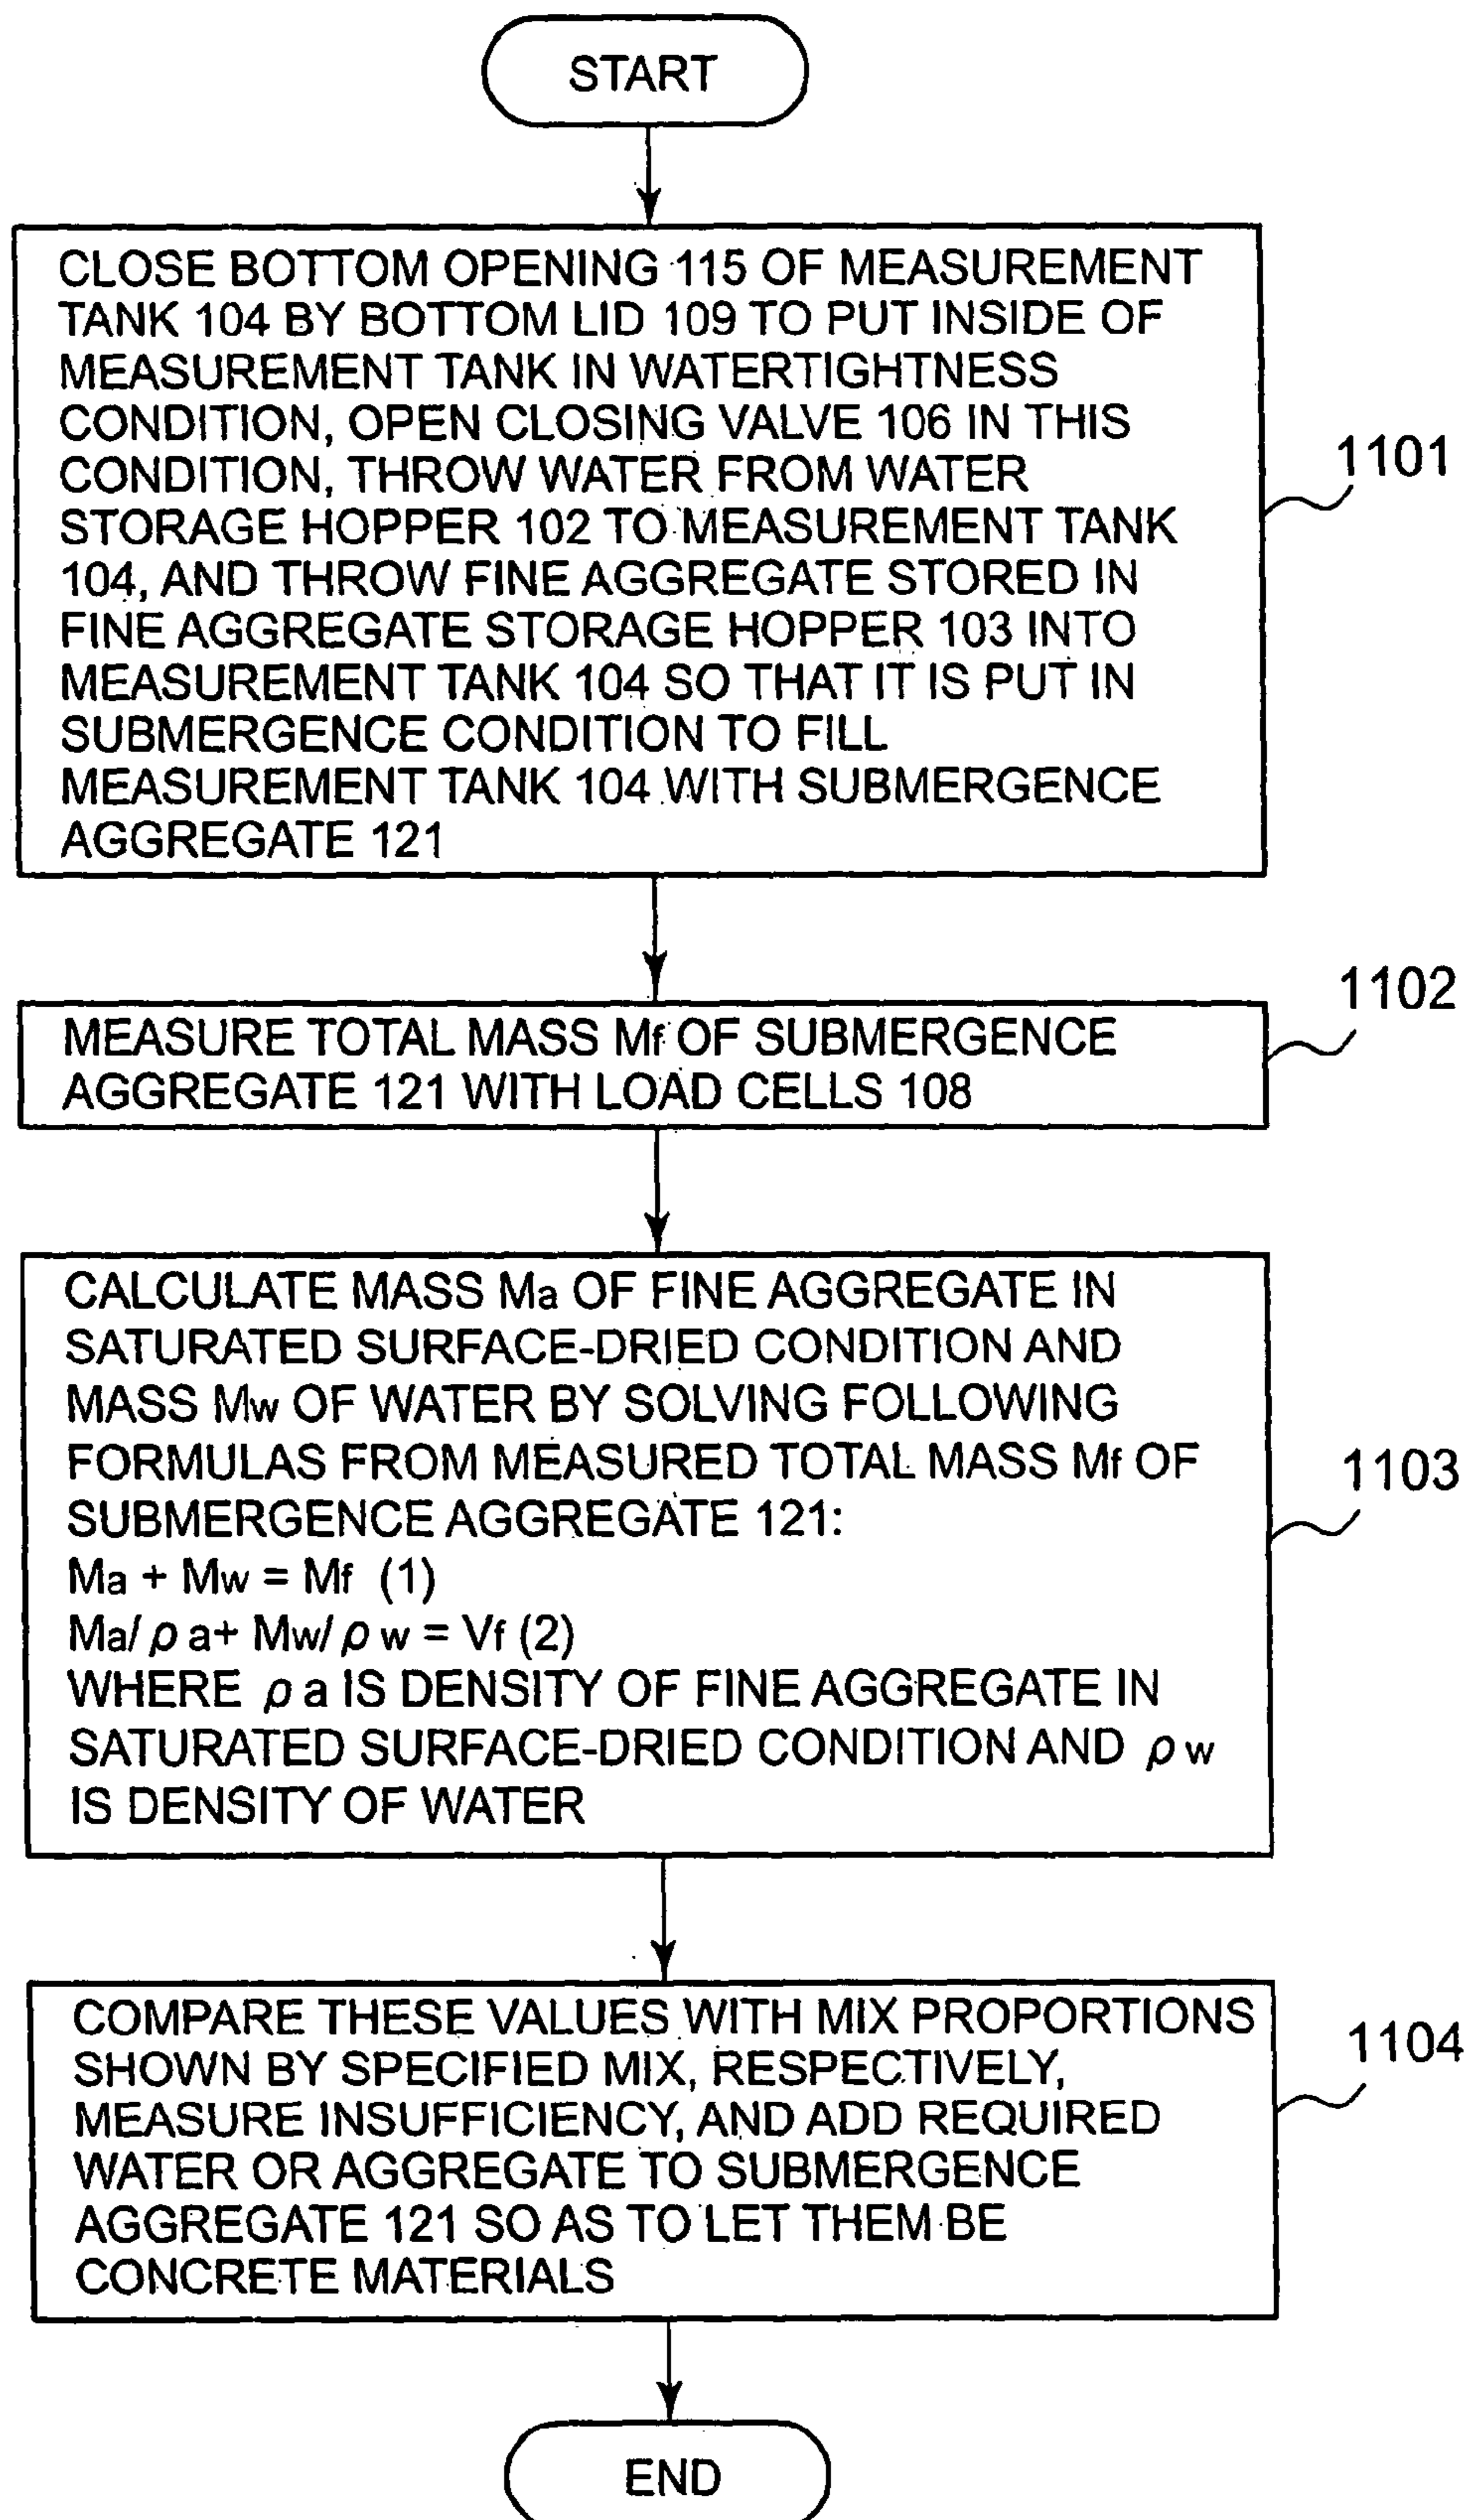 START
CLOSE BOTTOM OPENING 115 OF MEASUREMENT
TANK 104 BY BOTTOM LID 109 TO PUT INSIDE OF
MEASUREMENT TANK IN WATERTIGHTNESS
CONDITION, OPEN CLOSING VALVE 106 IN THIS
CONDITION, THROW WATER FROM WATER
STORAGE HOPPER 102 TO MEASUREMENT TANK
104, AND THROW FINE AGGREGATE STORED IN
FINE AGGREGATE STORAGE HOPPER 103 INTO
MEASUREMENT TANK 104 SO THAT IT IS PUT IN
SUBMERGENCE CONDITION TO FILL
MEASUREMENT TANK 104 WITH SUBMERGENCE
AGGREGATE 121
1101
MEASURE TOTAL MASS Mf OF SUBMERGENCE
AGGREGATE 121 WITH LOAD CELLS 108
1102
CALCULATE MASS Ma OF FINE AGGREGATE IN
SATURATED SURFACE-DRIED CONDITION AND
MASS Mw OF WATER BY SOLVING FOLLOWING
FORMULAS FROM MEASURED TOTAL MASS Mf OF
SUBMERGENCE AGGREGATE 121:
Ma + Mw = Mf (1)
Ma/ρa+ Mw/ρw = Vf (2)
WHERE ρa IS DENSITY OF FINE AGGREGATE IN
SATURATED SURFACE-DRIED CONDITION AND ρw
IS DENSITY OF WATER
1103
COMPARE THESE VALUES WITH MIX PROPORTIONS
SHOWN BY SPECIFIED MIX, RESPECTIVELY,
MEASURE INSUFFICIENCY, AND ADD REQUIRED
WATER OR AGGREGATE TO SUBMERGENCE
AGGREGATE 121 SO AS TO LET THEM BE
CONCRETE MATERIALS
1104
END